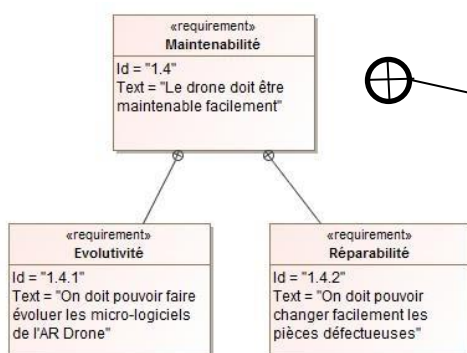 «requirement»
Maintenabilité
Id = "1.4"
Text = "Le drone doit être
maintenable facilement"
«requirement»
Evolutivité
Id = "1.4.1"
Text = "On doit pouvoir faire
évoluer les micro-logiciels
de l'AR Drone"
«requirement»
Réparabilité
Id = "1.4.2"
Text = "On doit pouvoir
changer facilement les
pièces défectueuses"